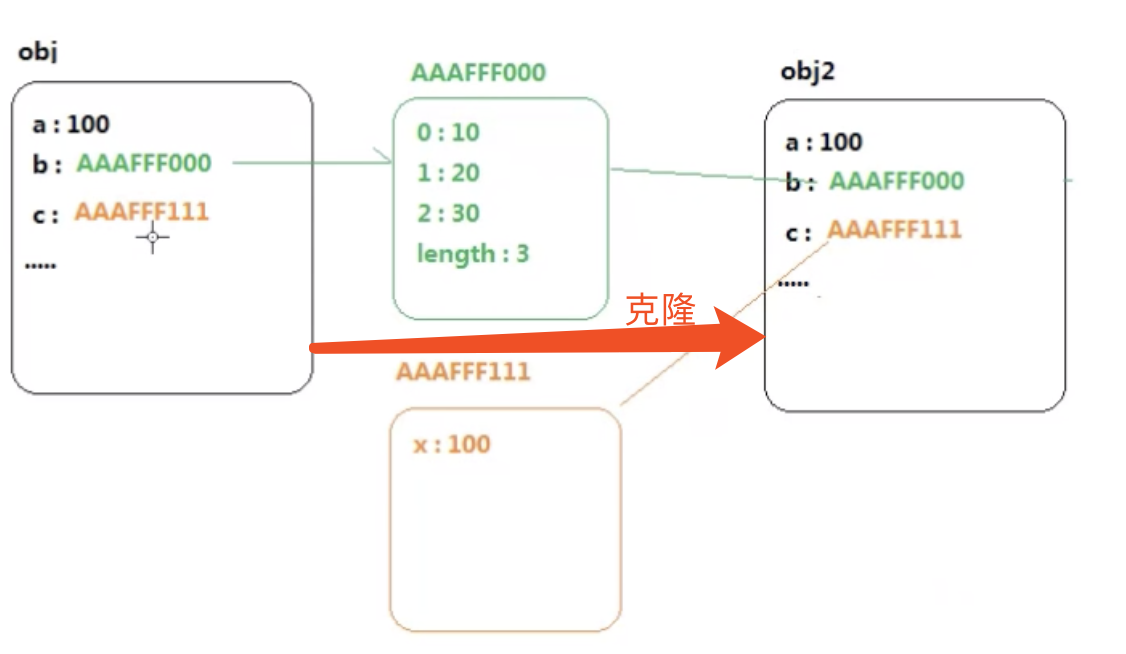 obj
a : 100
b : AAAFFF000
c : AAAFFF111
.....
AAAFFF000
0 : 10
1 : 20
2 : 30
length : 3
克隆
AAAFFF111
x : 100
obj2
a : 100
b : AAAFFF000
c : AAAFFF111
.....